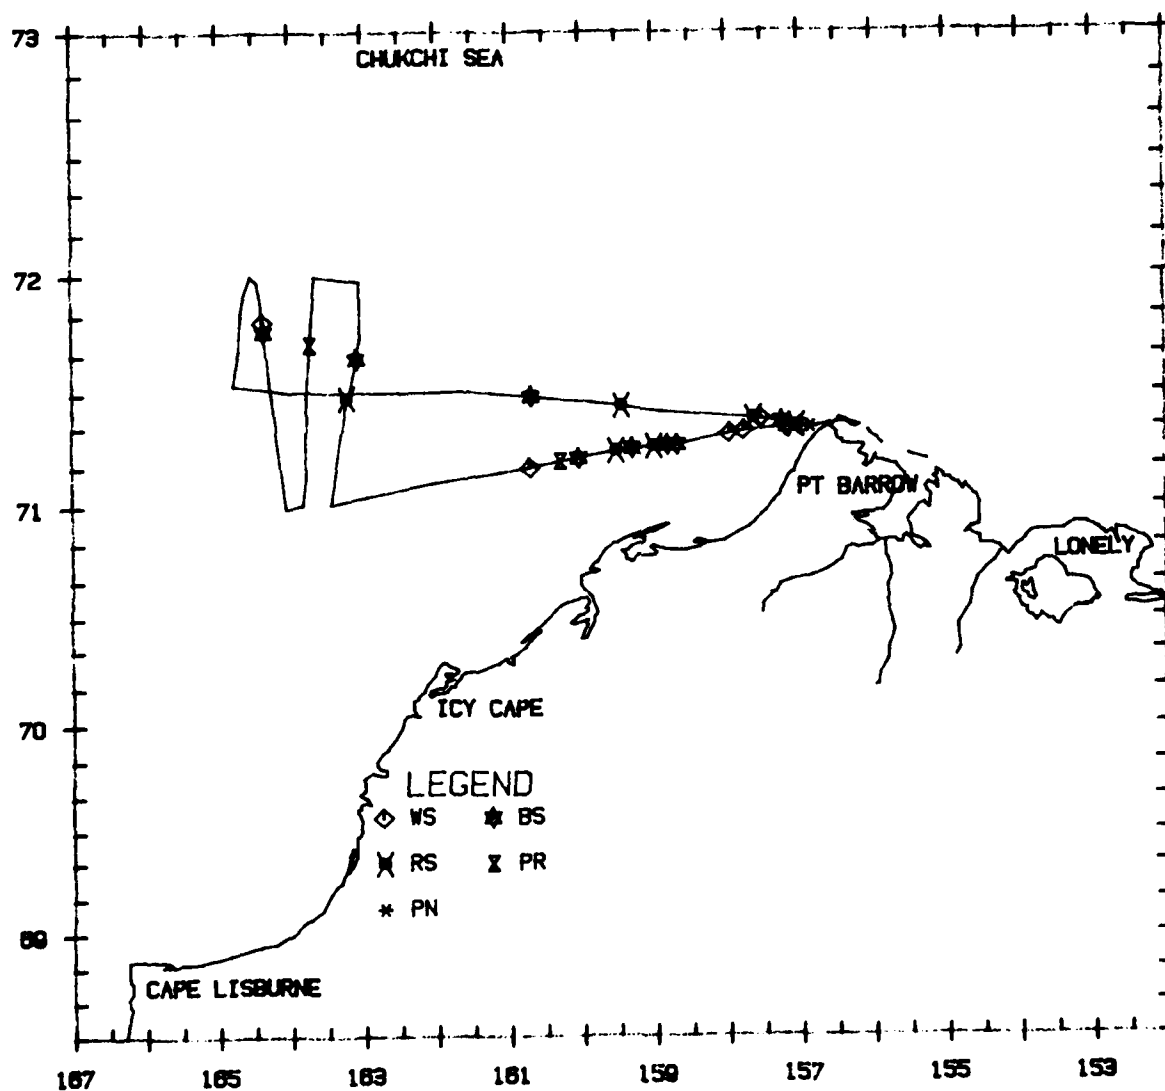 73
CHUKCHI SEA
72
71
PT BARROW
LONELY
70
ICY CAPE
LEGEND
WS BS
RS PR
PN
69
CAPE LISBURNE
167 165 163 161 159 157 155 153